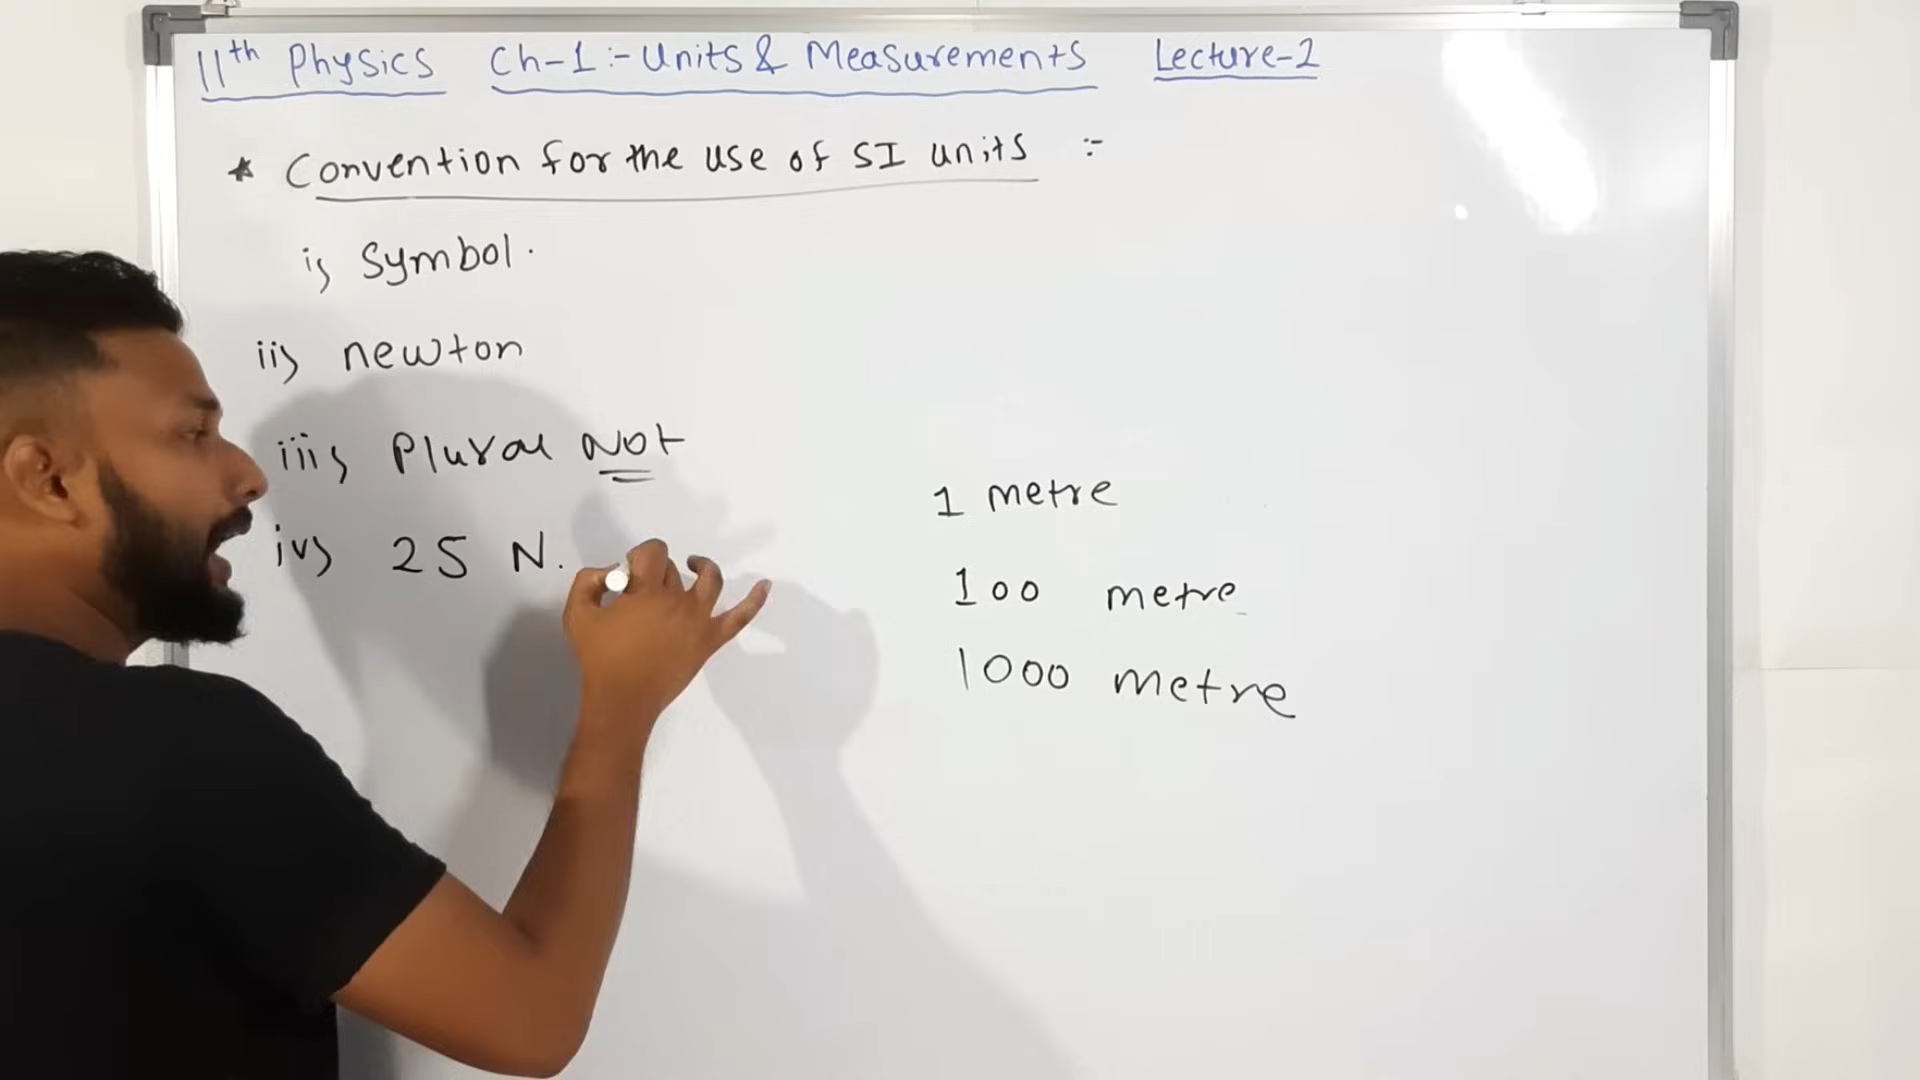 11th Physics Ch-1:- Units & Measurements Lecture-2
* Convention for the use of SI units :-
i) Symbol.
ii) newton
iii) Plural Not
iv) 25 N.
1 metre
100 metre
1000 metre